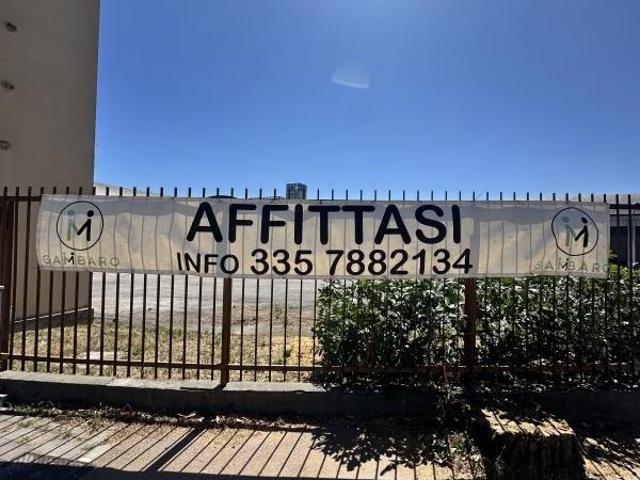 AFFITTASI
INFO 335 7882134
GAMBARO
GAMBARO